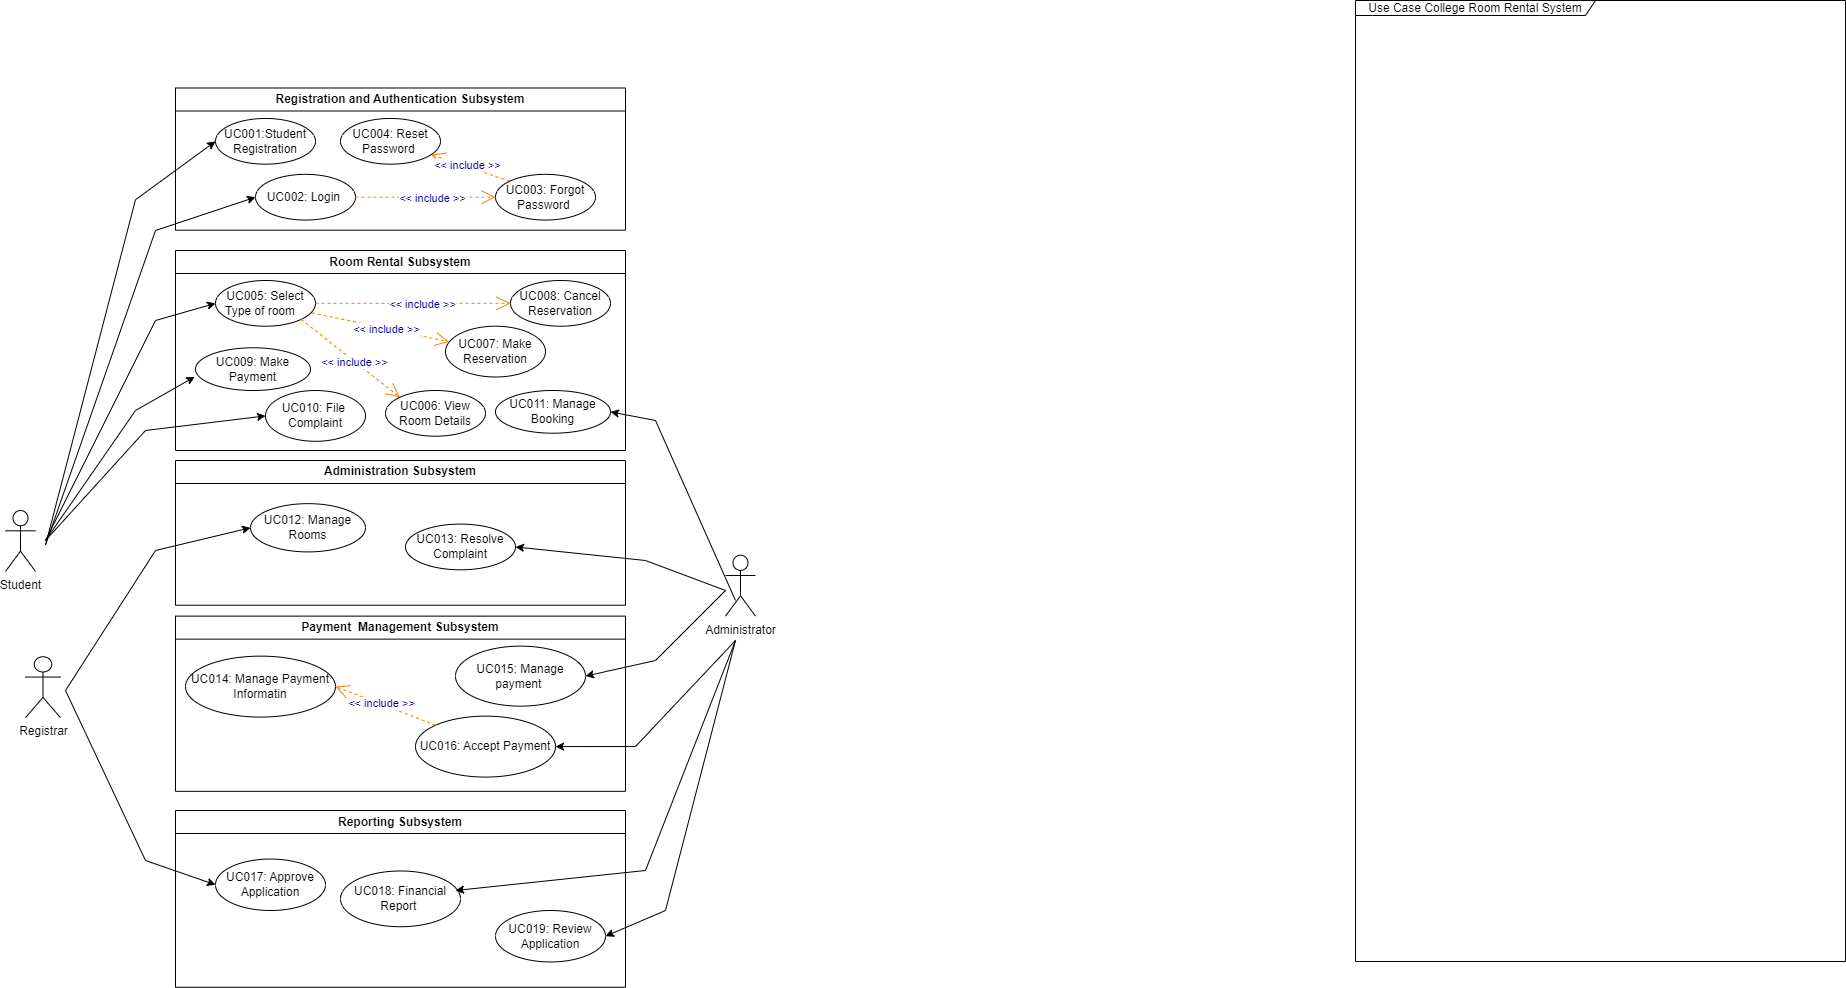 Use Case College Room Rental System
Registration and Authentication Subsystem
UC001:Student
Registration
UC004: Reset
Password
<< include >>
UC002: Login
<< include >>
UC003: Forgot
Password
Room Rental Subsystem
UC005: Select
Type of room
<< include >>
UC008: Cancel
Reservation
<< include >>
UC007: Make
Reservation
UC009: Make
Payment
<< include >>
UC010: File
Complaint
UC006: View
Room Details
UC011: Manage
Booking
Administration Subsystem
UC012: Manage
Rooms
UC013: Resolve
Complaint
Student
Administrator
Payment  Management Subsystem
UC014: Manage Payment
Informatin
UC015: Manage
payment
<< include >>
UC016: Accept Payment
Registrar
Reporting Subsystem
UC017: Approve
Application
UC018: Financial
Report
UC019: Review
Application